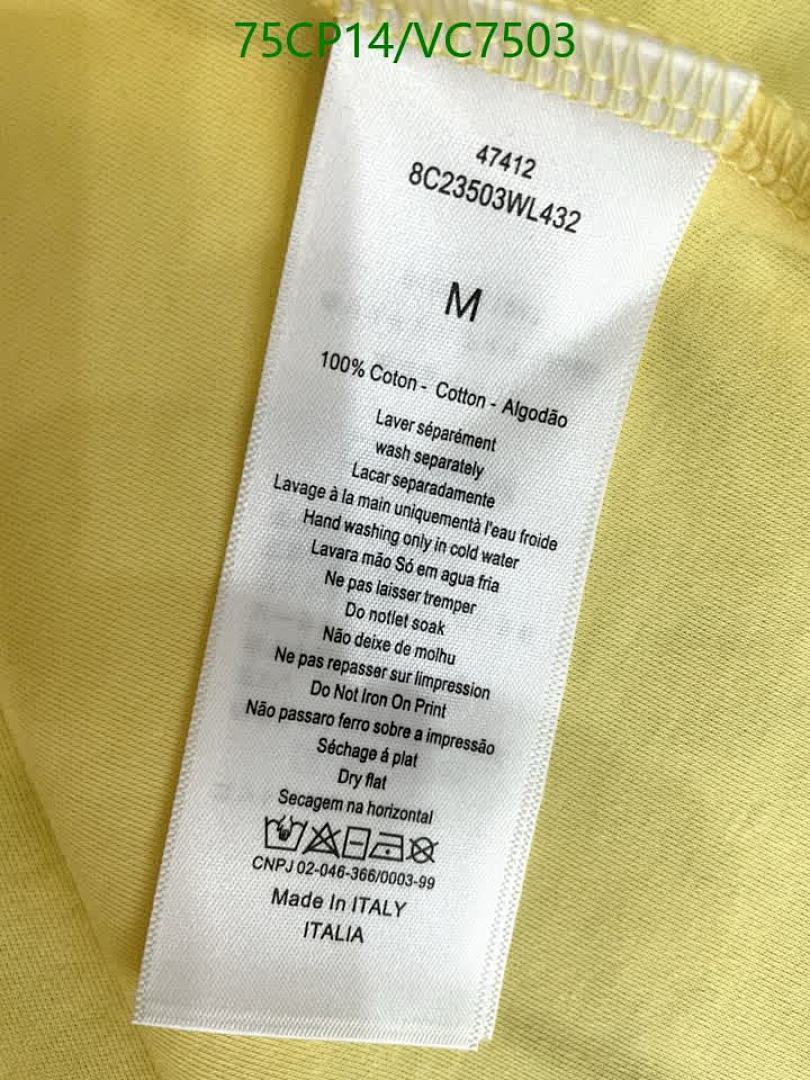 75CP14/VC7503
47412
8C23503WL432
M
100% Coton - Cotton - Algodão
Laver séparément
wash separately
Lacar separadamente
Lavage à la main uniquementà l'eau froide
Hand washing only in cold water
Lavara mão Só em agua fria
Ne pas laisser tremper
Do notlet soak
Não deixe de molhu
Ne pas repasser sur limpression
Do Not Iron On Print
Não passaro ferro sobre a impressão
Séchage á plat
Dry flat
Secagem na horizontal
CNPJ 02-046-366/0003-99
Made In ITALY
ITALIA